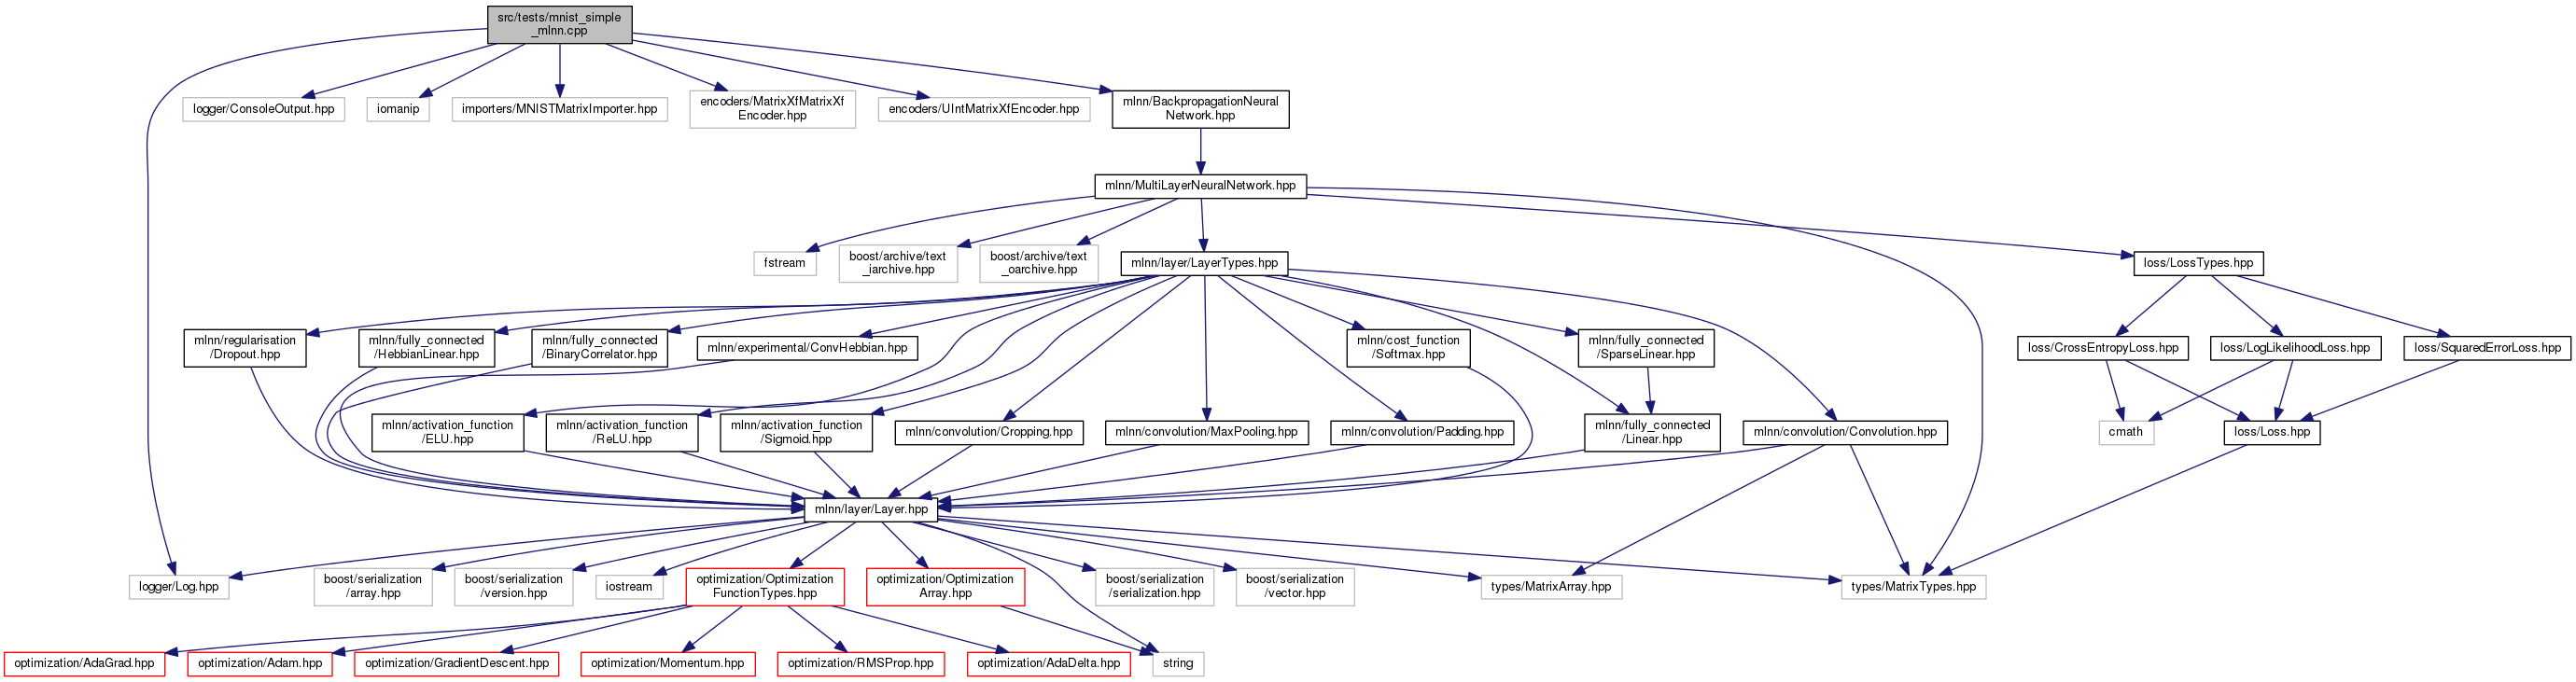 src/tests/mnist_simple
_mlnn.cpp
logger/ConsoleOutput.hpp
iomanip
importers/MNISTMatrixImporter.hpp
encoders/MatrixXfMatrixXf
Encoder.hpp
encoders/UIntMatrixXfEncoder.hpp
mlnn/BackpropagationNeural
Network.hpp
mlnn/MultiLayerNeuralNetwork.hpp
fstream
boost/archive/text
_iarchive.hpp
boost/archive/text
_oarchive.hpp
mlnn/layer/LayerTypes.hpp
loss/LossTypes.hpp
mlnn/regularisation
/Dropout.hpp
mlnn/fully_connected
/HebbianLinear.hpp
mlnn/fully_connected
/BinaryCorrelator.hpp
mlnn/experimental/ConvHebbian.hpp
mlnn/cost_function
/Softmax.hpp
mlnn/fully_connected
/SparseLinear.hpp
loss/CrossEntropyLoss.hpp
loss/LogLikelihoodLoss.hpp
loss/SquaredErrorLoss.hpp
mlnn/activation_function
/ELU.hpp
mlnn/activation_function
/ReLU.hpp
mlnn/activation_function
/Sigmoid.hpp
mlnn/convolution/Cropping.hpp
mlnn/convolution/MaxPooling.hpp
mlnn/convolution/Padding.hpp
mlnn/fully_connected
/Linear.hpp
mlnn/convolution/Convolution.hpp
cmath
loss/Loss.hpp
mlnn/layer/Layer.hpp
logger/Log.hpp
boost/serialization
/array.hpp
boost/serialization
/version.hpp
iostream
optimization/Optimization
FunctionTypes.hpp
optimization/Optimization
Array.hpp
boost/serialization
/serialization.hpp
boost/serialization
/vector.hpp
types/MatrixArray.hpp
types/MatrixTypes.hpp
optimization/AdaGrad.hpp
optimization/Adam.hpp
optimization/GradientDescent.hpp
optimization/Momentum.hpp
optimization/RMSProp.hpp
optimization/AdaDelta.hpp
string